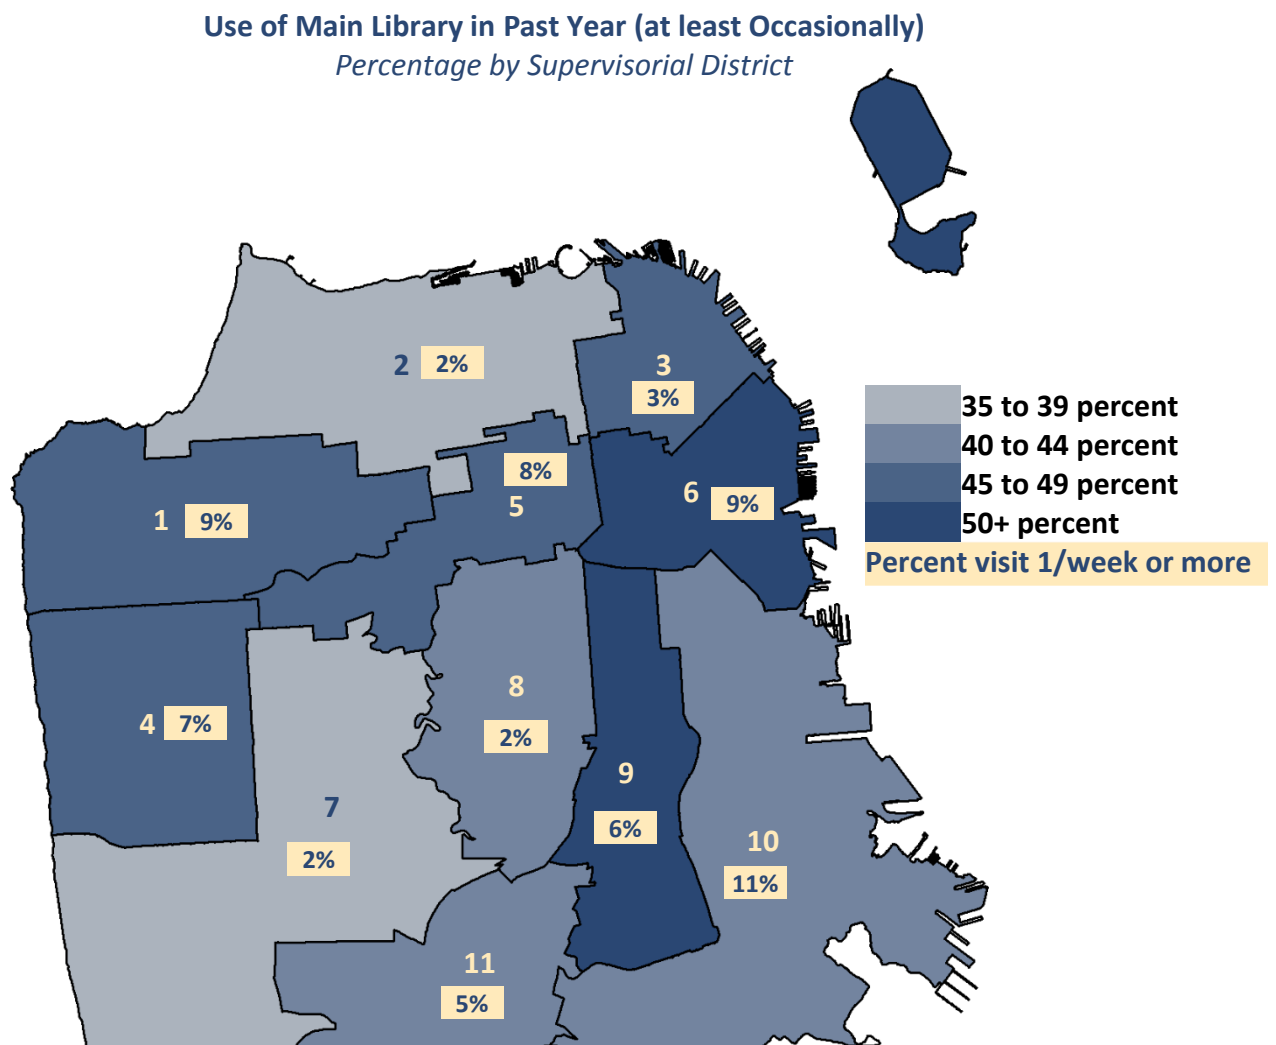 Use of Main Library in Past Year (at least Occasionally)
Percentage by Supervisorial District
2 2%
3
3%
35 to 39 percent
40 to 44 percent
45 to 49 percent
50+ percent
Percent visit 1/week or more
8%
5
6 9%
1 9%
8
2%
4 7%
9
6%
7
2%
10
11%
11
5%